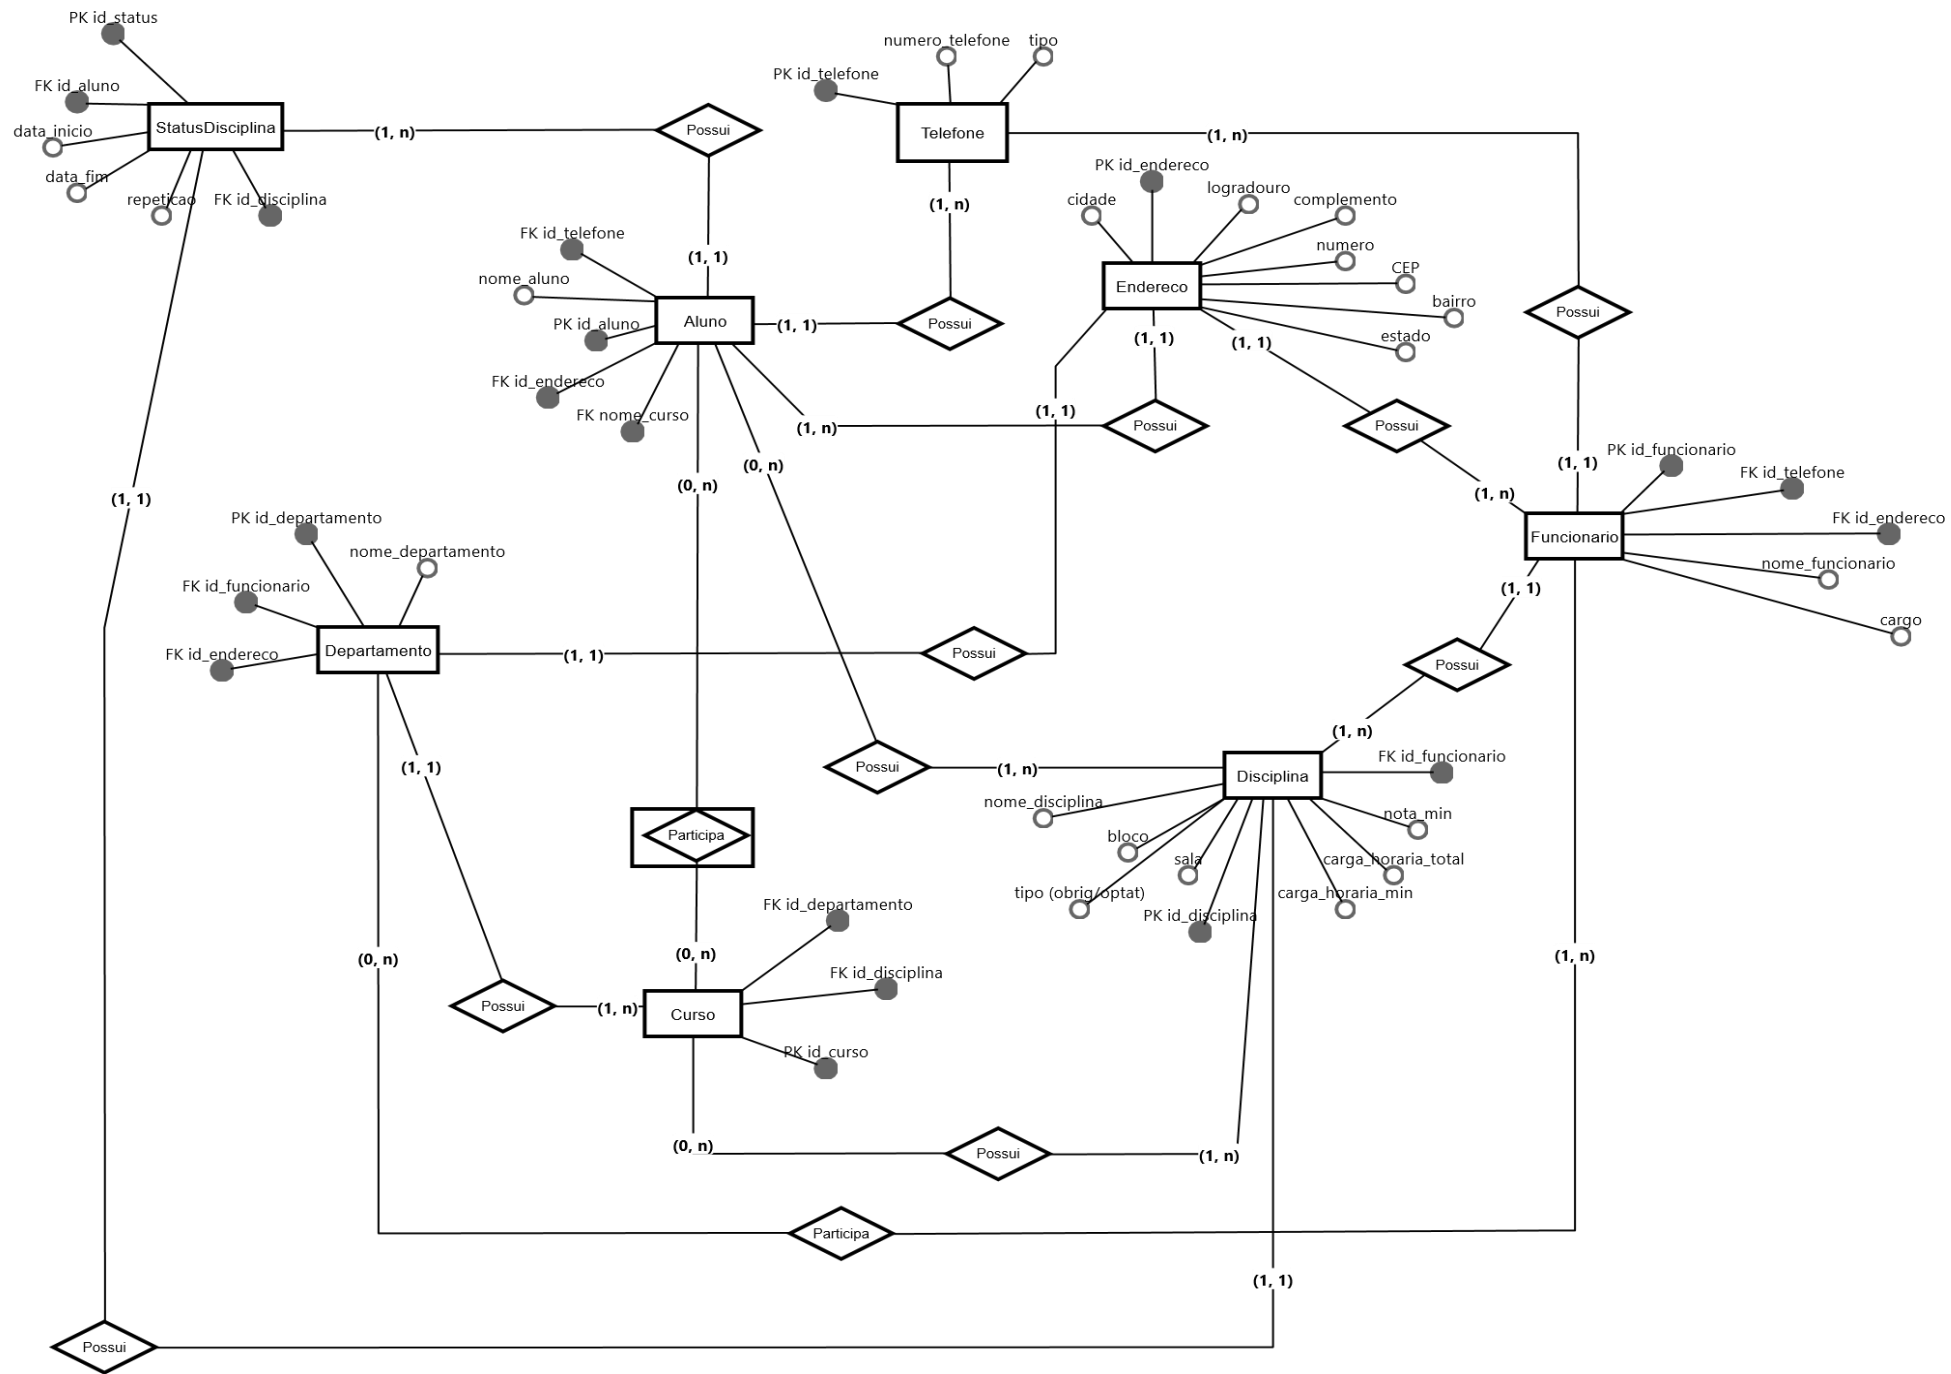 PK id_status
FK id_aluno
data_inicio
data_fim
repeticao
FK id_disciplina
StatusDisciplina
(1, n)
Possui
(1, 1)
numero_telefone
tipo
PK id_telefone
Telefone
(1, n)
(1, n)
PK id_endereco
cidade
logradouro
complemento
numero
CEP
bairro
estado
Endereco
(1, 1)
(1, 1)
(1, 1)
Possui
FK id_telefone
nome_aluno
PK id_aluno
FK id_endereco
FK nome_curso
Aluno
(1, 1)
Possui
(1, n)
Possui
Possui
(0, n)
(0, n)
(1, 1)
(1, n)
PK id_funcionario
FK id_telefone
FK id_endereco
nome_funcionario
cargo
Funcionario
(1, 1)
(1, 1)
PK id_departamento
nome_departamento
FK id_funcionario
FK id_endereco
Departamento
(1, 1)
Possui
Possui
(1, n)
(1, 1)
Possui
(1, n)
Disciplina
FK id_funcionario
nome_disciplina
nota_min
bloco
sala
carga_horaria_total
tipo (obrig/optat)
carga_horaria_min
PK id_disciplina
Participa
FK id_departamento
(0, n)
(0, n)
(1, n)
FK id_disciplina
Possui
(1, n)
Curso
PK id_curso
(0, n)
Possui
(1, n)
Participa
(1, 1)
Possui